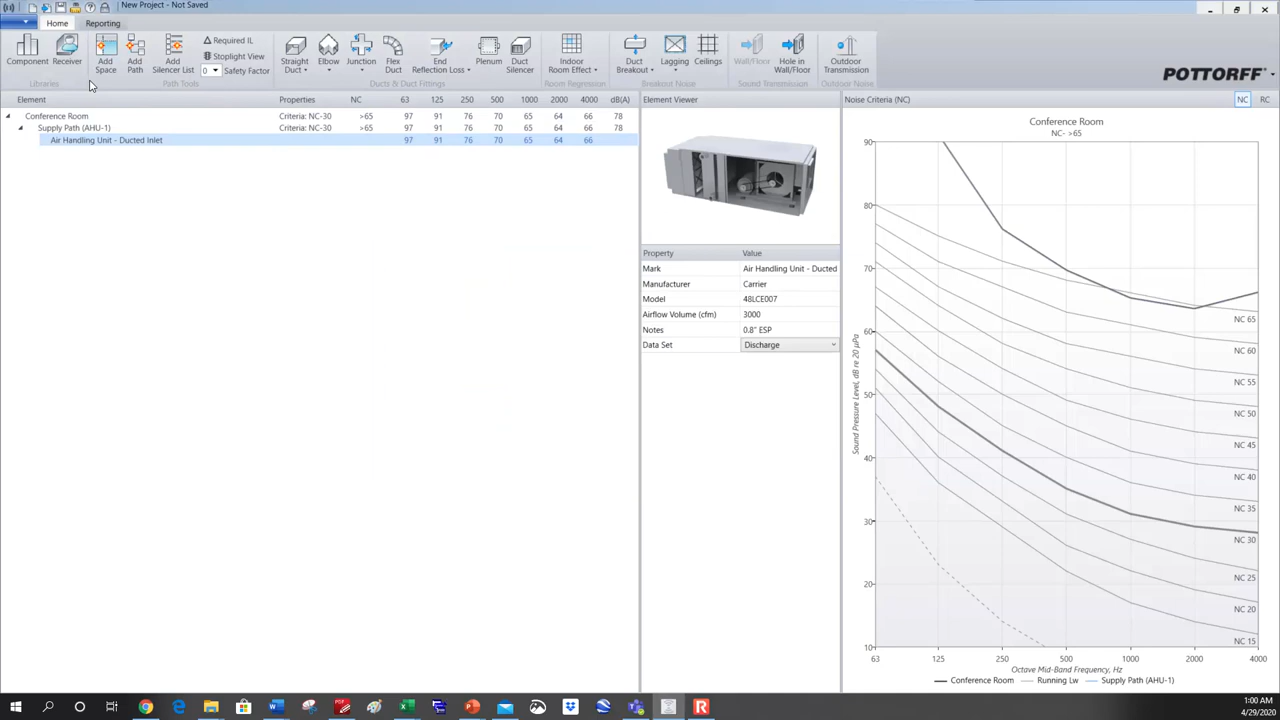 New Project - Not Saved
Home Reporting
Component Receiver Add Space Add Path Add Silencer List Required IL Stoplight View 0 Safety Factor Straight Duct Elbow Junction Flex Duct End Reflection Loss Plenum Duct Silencer Indoor Room Effect Duct Breakout Lagging Ceilings Wall/Floor Hole in Wall/Floor Outdoor Transmission
Libraries Path Tools Ducts & Duct Fittings Room Regression Breakout Noise Sound Transmission Outdoor Noise
POTTORFF®
Element Properties NC 63 125 250 500 1000 2000 4000 dB(A)
Conference Room Criteria: NC-30 >65 97 91 76 70 65 64 66 78
Supply Path (AHU-1) Criteria: NC-30 >65 97 91 76 70 65 64 66 78
Air Handling Unit - Ducted Inlet 97 91 76 70 65 64 66
Element Viewer
Property Value
Mark Air Handling Unit - Ducted
Manufacturer Carrier
Model 48LCE007
Airflow Volume (cfm) 3000
Notes 0.8" ESP
Data Set Discharge
Noise Criteria (NC) NC RC
Conference Room
NC- >65
Sound Pressure Level, dB re 20 µPa
90
80
70
60
50
40
30
20
10
NC 65
NC 60
NC 55
NC 50
NC 45
NC 40
NC 35
NC 30
NC 25
NC 20
NC 15
63 125 250 500 1000 2000 4000
Octave Mid-Band Frequency, Hz
Conference Room Running Lw Supply Path (AHU-1)
1:00 AM
4/29/2020